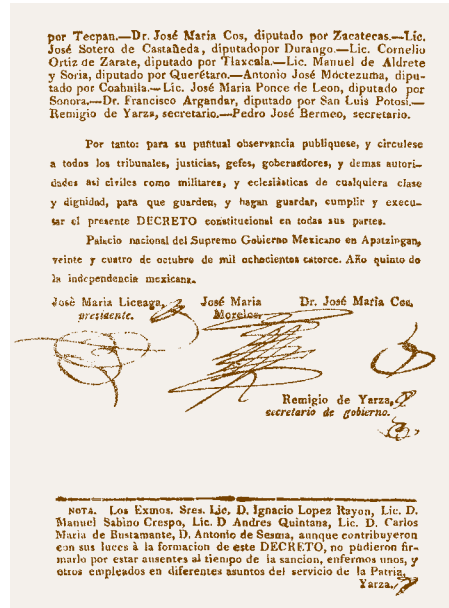 por Tecpan.—Dr. José Maria Cos, diputado por Zacatecas.—Lic.
José Sotero de Castañeda, diputadopor Durango.—Lic. Cornelio
Ortiz de Zarate, diputado por Tlaxcala.—Lic. Manuel de Aldrete
y Soria, diputado por Querétaro.—Antonio José Moctezuma, dipu-
tado por Coahuila.—Lic. José Maria Ponce de Leon, diputado por
Sonora.—Dr. Francisco Argandar, diputado por San Luis Potosí.—
Remigio de Yarza, secretario.—Pedro José Bermeo, secretario.
Por tanto: para su puntual observancia publiquese, y circulese
a todos los tribunales, justicias, gefes, gobernadores, y demas autori-
dades así civiles como militares, y eclesiásticas de cualquiera clase
y dignidad, para que guarden, y hagan guardar, cumplir y execu-
tar el presente DECRETO constitucional en todas sus partes.
Palacio nacional del Supremo Gobierno Mexicano en Apatzingan,
veinte y cuatro de octubre de mil ochocientos catorce. Año quinto de
la independencia mexicana.
José Maria Liceaga, José Maria Dr. José Maria Cos.
presidente. Morelos.
Remigio de Yarza,
secretario de gobierno.
NOTA. Los Exmos. Sres. Lic. D. Ignacio Lopez Rayon, Lic. D.
Manuel Sabino Crespo, Lic. D Andres Quintana, Lic. D. Carlos
Maria de Bustamante, D. Antonio de Sesma, aunque contribuyeron
con sus luces à la formacion de este DECRETO, no pudieron fir-
marlo por estar ausentes al tiempo de la sancion, enfermos unos, y
otros empleados en diferentes asuntos del servicio de la Patria.
Yarza.